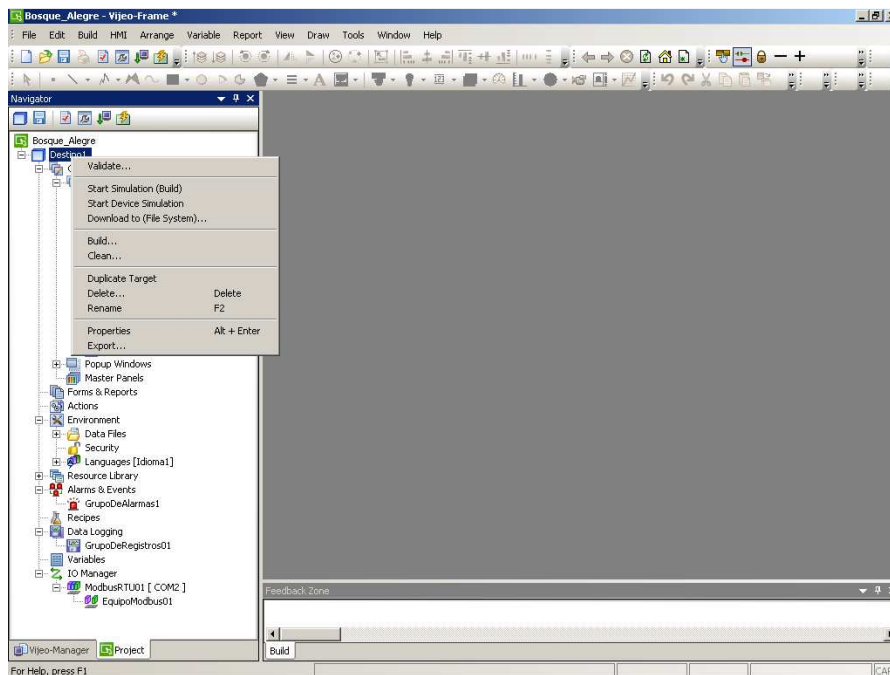 Bosque_Alegre - Vijeo-Frame *
File Edit Build HMI Arrange Variable Report View Draw Tools Window Help
Navigator
Bosque_Alegre
Destino1
Validate...
Start Simulation (Build)
Start Device Simulation
Download to (File System)...
Build...
Clean...
Duplicate Target
Delete... Delete
Rename F2
Properties Alt + Enter
Export...
Popup Windows
Master Panels
Forms & Reports
Actions
Environment
Data Files
Security
Languages [Idioma1]
Resource Library
Alarms & Events
GrupoDeAlarmas1
Recipes
Data Logging
GrupoDeRegistros01
Variables
IO Manager
ModbusRTU01 [ COM2 ]
EquipoModbus01
Feedback Zone
Vijeo-Manager Project
Build
For Help, press F1
CAP